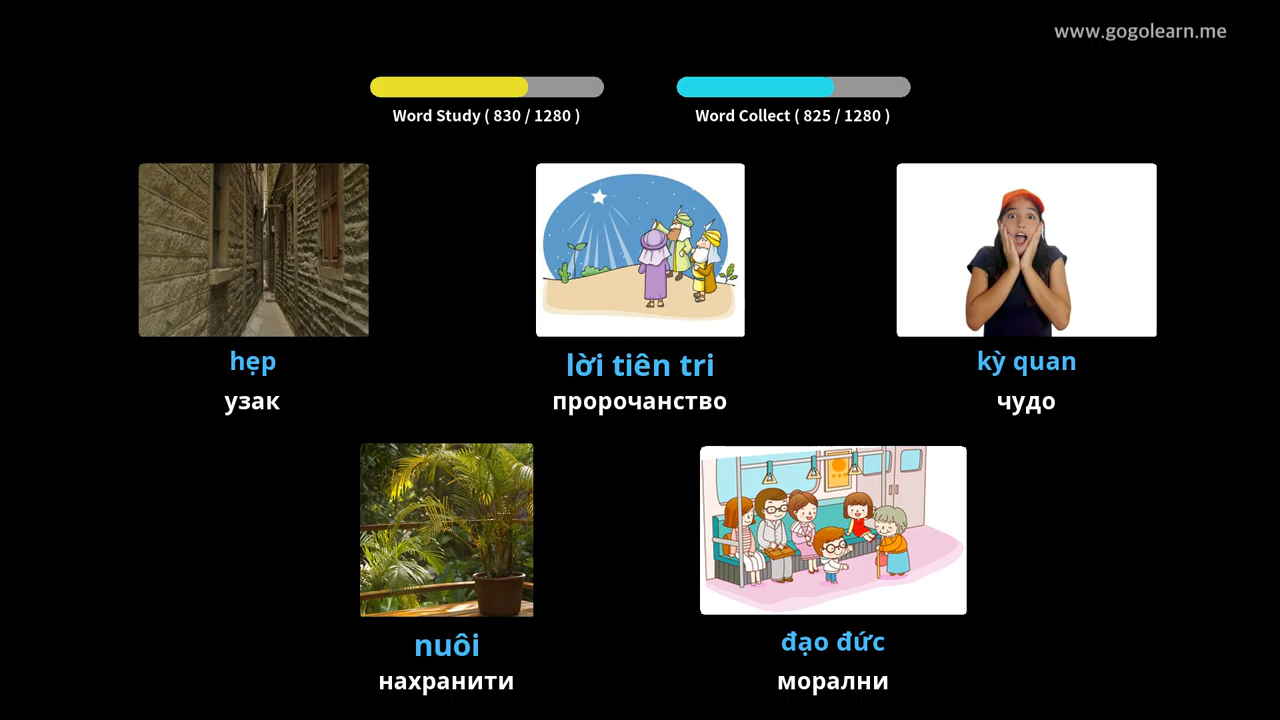 www.gogolearn.me
Word Study ( 830 / 1280 )
Word Collect ( 825 / 1280 )
hẹp
узак
lời tiên tri
пророчанство
kỳ quan
чудо
nuôi
нахранити
đạo đức
морални